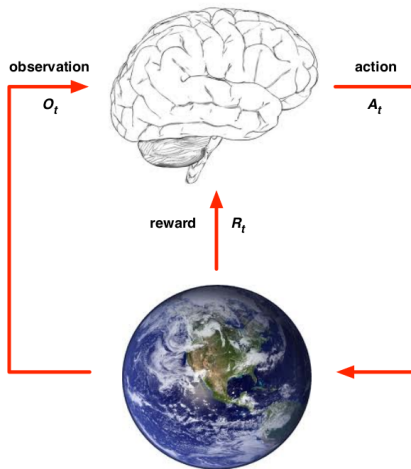 observation
O_t
action
A_t
reward
R_t